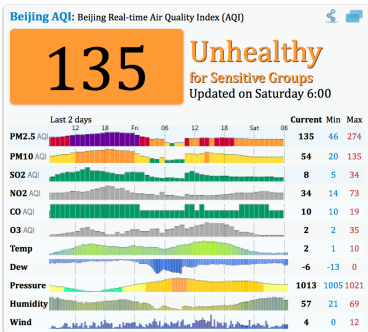 Beijing AQI: Beijing Real-time Air Quality Index (AQI)
135
Unhealthy
for Sensitive Groups
Updated on Saturday 6:00
Last 2 days Current Min Max
12 18 Fri 06 12 18 Sat 06
PM2.5 AQI 135 46 274
PM10 AQI 54 20 135
SO2 AQI 8 5 34
NO2 AQI 34 14 73
CO AQI 10 10 19
O3 AQI 2 2 35
Temp 2 1 10
Dew -6 -13 0
Pressure 1013 1005 1021
Humidity 57 21 69
Wind 4 0 12